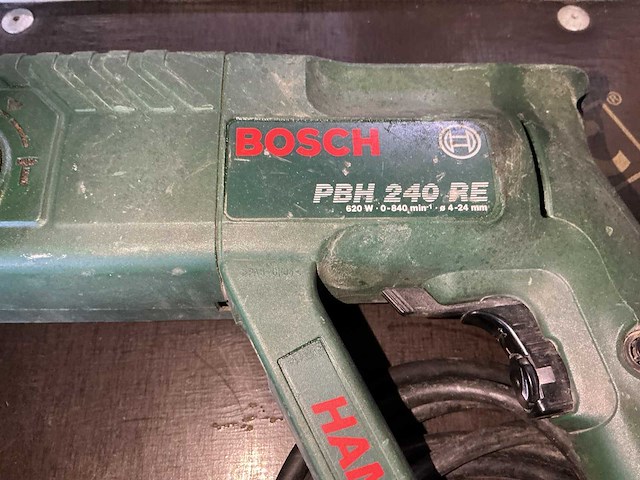 BOSCH
PBH 240 RE
620 W · 0-840 min⁻¹ · ø 4-24 mm
HAM